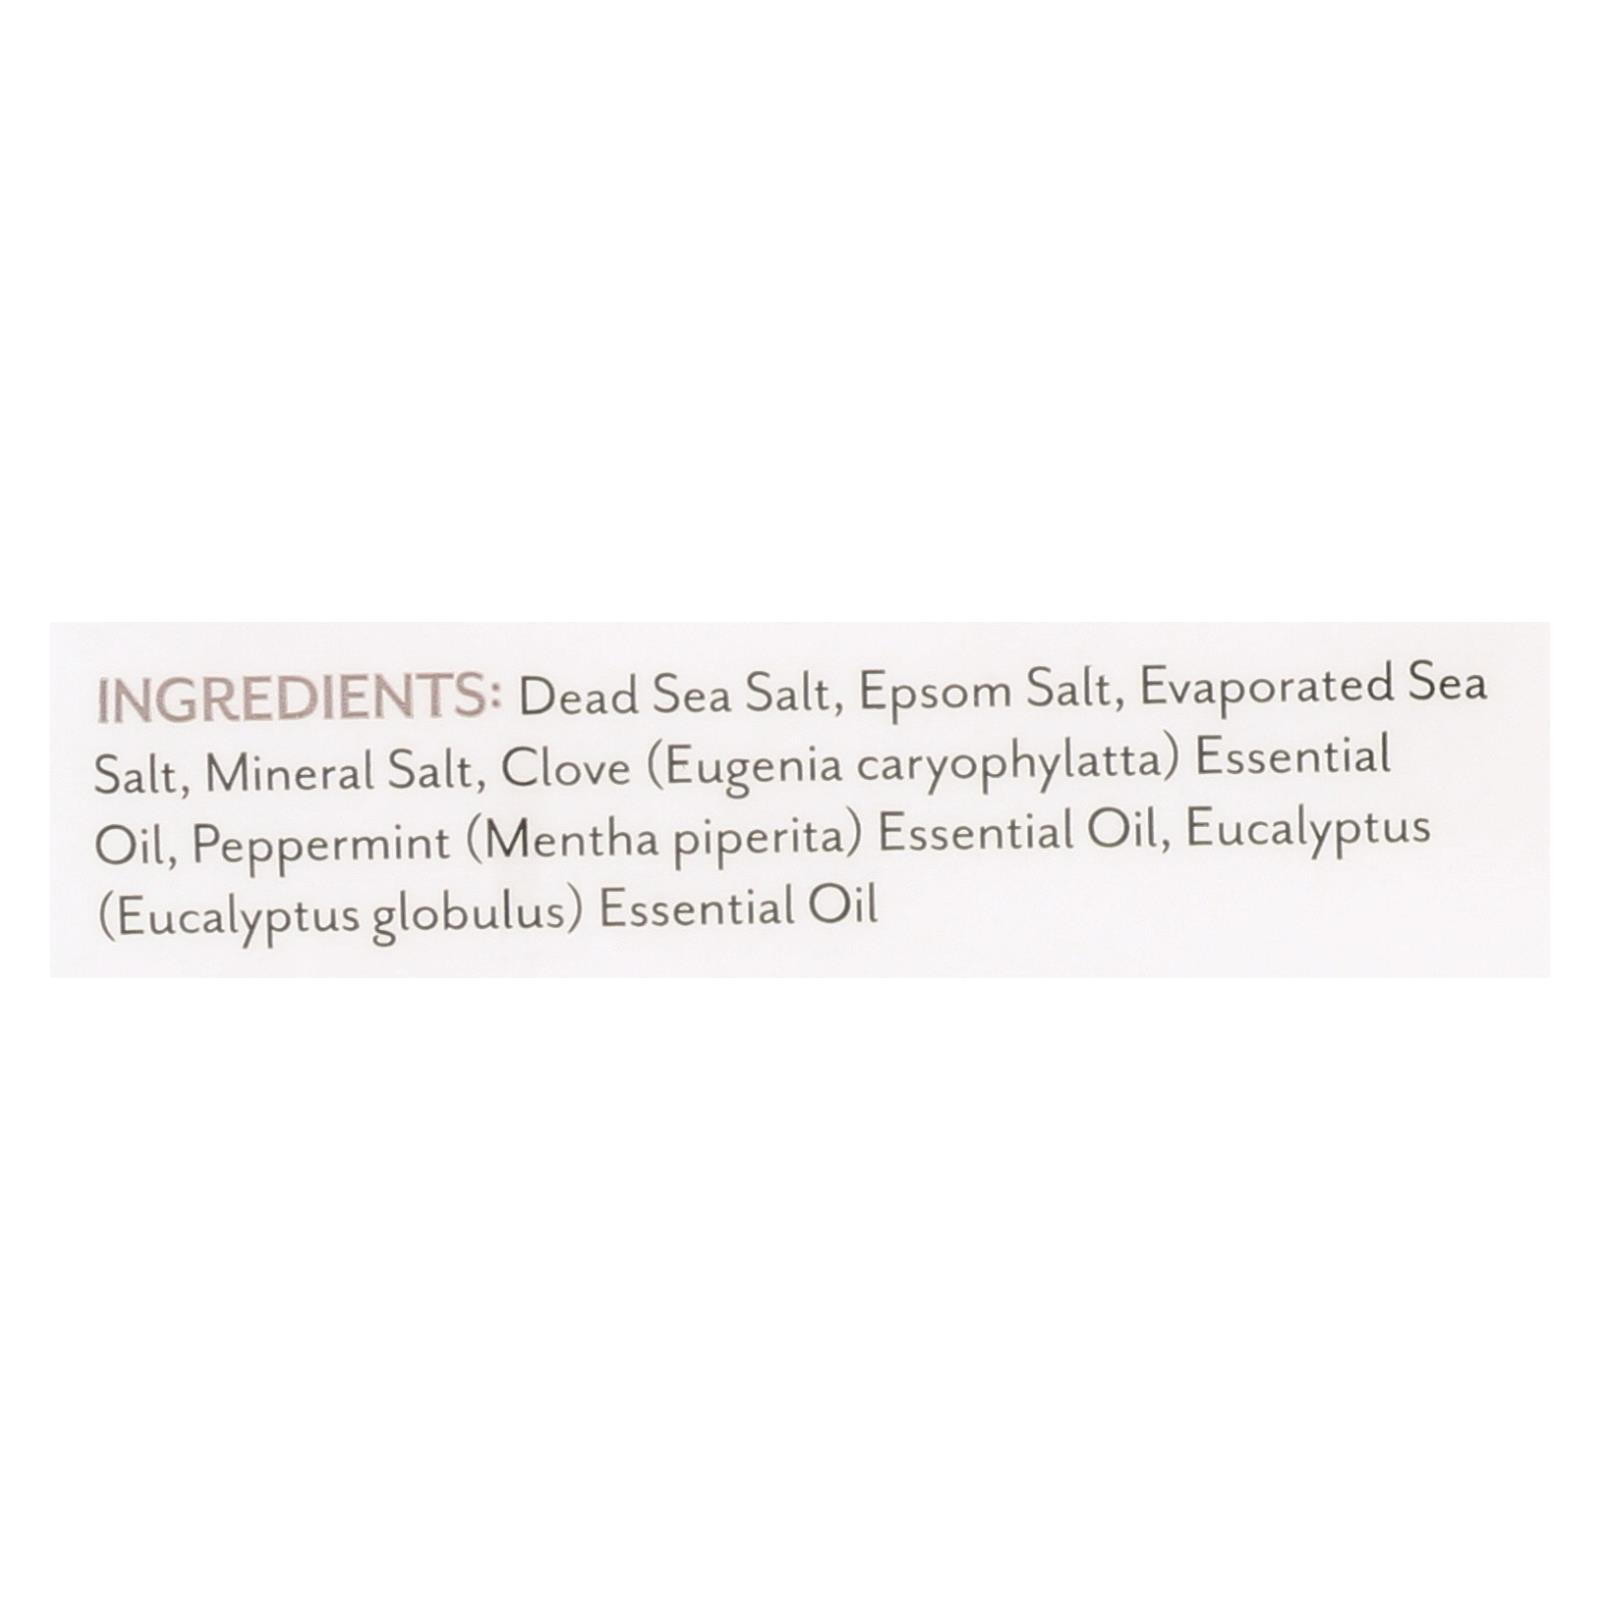 INGREDIENTS: Dead Sea Salt, Epsom Salt, Evaporated Sea
Salt, Mineral Salt, Clove (Eugenia caryophylatta) Essential
Oil, Peppermint (Mentha piperita) Essential Oil, Eucalyptus
(Eucalyptus globulus) Essential Oil